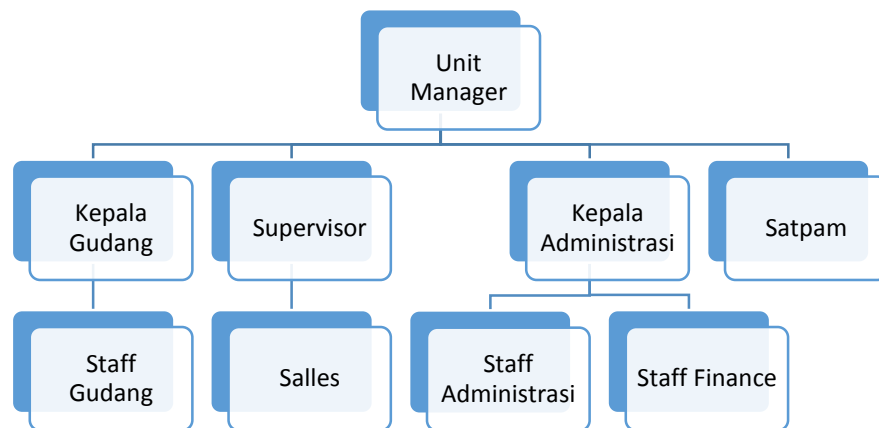 Unit
Manager
Kepala
Gudang
Supervisor
Kepala
Administrasi
Satpam
Staff
Gudang
Salles
Staff
Administrasi
Staff Finance